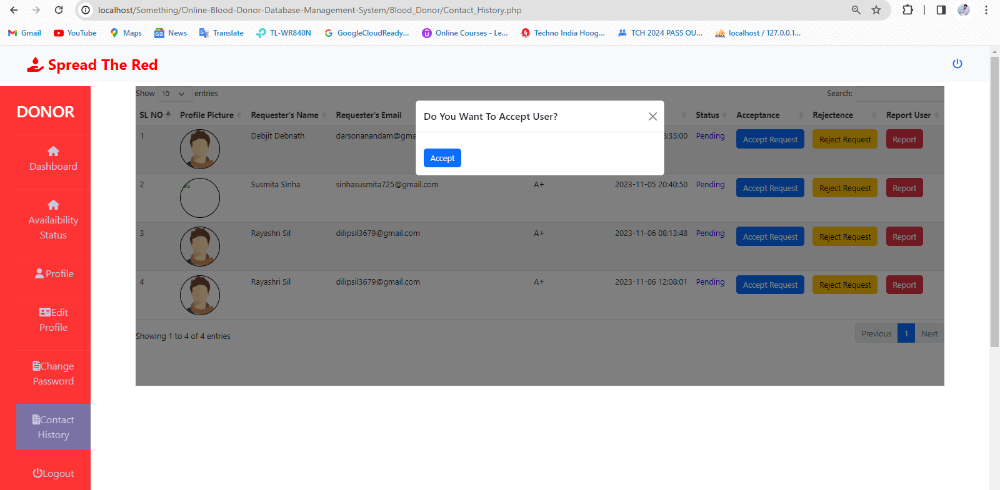 localhost/Something/Online-Blood-Donor-Database-Management-System/Blood_Donor/Contact_History.php
Gmail YouTube Maps News Translate TL-WR840N GoogleCloudReady... Online Courses - Le... Techno India Hoog... TCH 2024 PASS OU... localhost / 127.0.0.1...
Spread The Red
DONOR
Dashboard
Availaibility
Status
Profile
Edit
Profile
Change
Password
Contact
History
Logout
Show 10 entries Search:
SL NO Profile Picture Requester's Name Requester's Email Status Acceptance Rejectence Report User
1 Debjit Debnath darsonanandam@gma 3:35:00 Pending Accept Request Reject Request Report
2 Susmita Sinha sinhasusmita725@gmail.com A+ 2023-11-05 20:40:50 Pending Accept Request Reject Request Report
3 Rayashri Sil dilipsil3679@gmail.com A+ 2023-11-06 08:13:48 Pending Accept Request Reject Request Report
4 Rayashri Sil dilipsil3679@gmail.com A+ 2023-11-06 12:08:01 Pending Accept Request Reject Request Report
Showing 1 to 4 of 4 entries Previous 1 Next
Do You Want To Accept User?
Accept